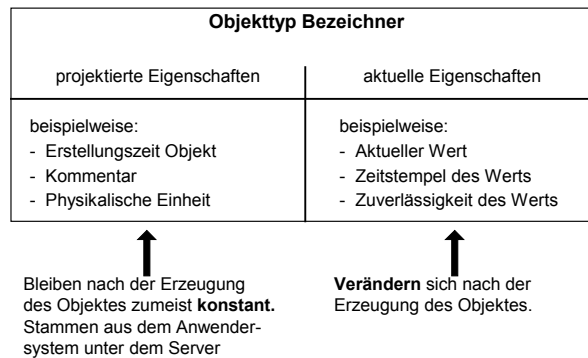 Objekttyp Bezeichner
projektierte Eigenschaften
aktuelle Eigenschaften
beispielweise:
- Erstellungszeit Objekt
- Kommentar
- Physikalische Einheit
beispielweise:
- Aktueller Wert
- Zeitstempel des Werts
- Zuverlässigkeit des Werts
Bleiben nach der Erzeugung
des Objektes zumeist konstant.
Stammen aus dem Anwender-
system unter dem Server
Verändern sich nach der
Erzeugung des Objektes.